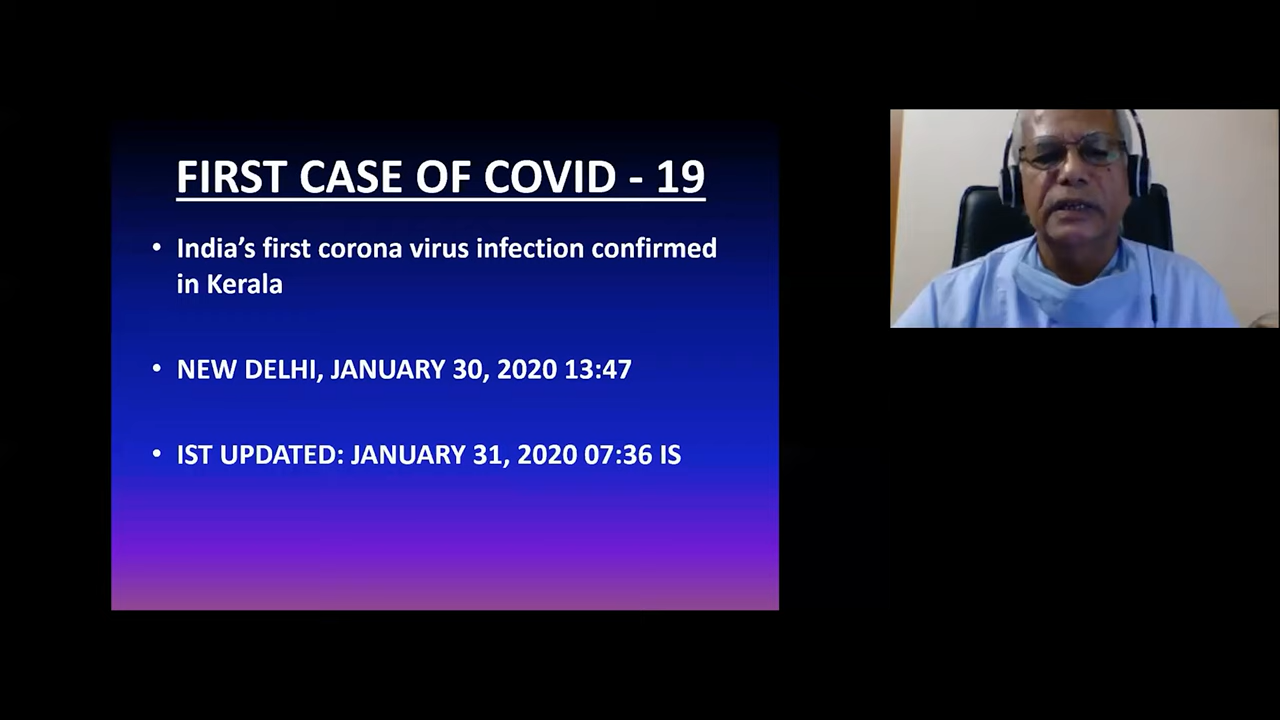 FIRST CASE OF COVID - 19
• India’s first corona virus infection confirmed
in Kerala
• NEW DELHI, JANUARY 30, 2020 13:47
• IST UPDATED: JANUARY 31, 2020 07:36 IS